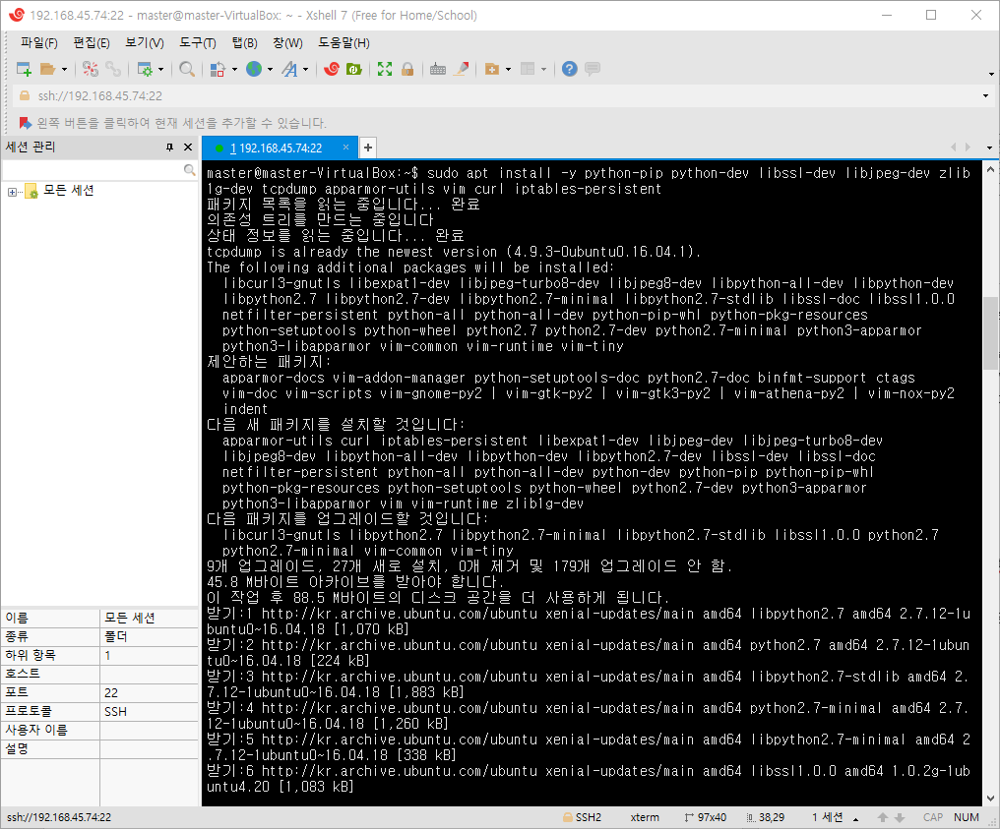 192.168.45.74:22 - master@master-VirtualBox: ~ - Xshell 7 (Free for Home/School)
파일(F) 편집(E) 보기(V) 도구(T) 탭(B) 창(W) 도움말(H)
ssh://192.168.45.74:22
왼쪽 버튼을 클릭하여 현재 세션을 추가할 수 있습니다.
세션 관리
모든 세션
1 192.168.45.74:22
master@master-VirtualBox:~$ sudo apt install -y python-pip python-dev libssl-dev libjpeg-dev zlib
1g-dev tcpdump apparmor-utils vim curl iptables-persistent
패키지 목록을 읽는 중입니다... 완료
의존성 트리를 만드는 중입니다
상태 정보를 읽는 중입니다... 완료
tcpdump is already the newest version (4.9.3-0ubuntu0.16.04.1).
The following additional packages will be installed:
libcurl3-gnutls libexpat1-dev libjpeg-turbo8-dev libjpeg8-dev libpython-all-dev libpython-dev
libpython2.7 libpython2.7-dev libpython2.7-minimal libpython2.7-stdlib libssl-doc libssl1.0.0
netfilter-persistent python-all python-all-dev python-pip-whl python-pkg-resources
python-setuptools python-wheel python2.7 python2.7-dev python2.7-minimal python3-apparmor
python3-libapparmor vim-common vim-runtime vim-tiny
제안하는 패키지:
apparmor-docs vim-addon-manager python-setuptools-doc python2.7-doc binfmt-support ctags
vim-doc vim-scripts vim-gnome-py2 | vim-gtk-py2 | vim-gtk3-py2 | vim-athena-py2 | vim-nox-py2
indent
다음 새 패키지를 설치할 것입니다:
apparmor-utils curl iptables-persistent libexpat1-dev libjpeg-dev libjpeg-turbo8-dev
libjpeg8-dev libpython-all-dev libpython-dev libpython2.7-dev libssl-dev libssl-doc
netfilter-persistent python-all python-all-dev python-dev python-pip python-pip-whl
python-pkg-resources python-setuptools python-wheel python2.7-dev python3-apparmor
python3-libapparmor vim vim-runtime zlib1g-dev
다음 패키지를 업그레이드할 것입니다:
libcurl3-gnutls libpython2.7 libpython2.7-minimal libpython2.7-stdlib libssl1.0.0 python2.7
python2.7-minimal vim-common vim-tiny
9개 업그레이드, 27개 새로 설치, 0개 제거 및 179개 업그레이드 안 함.
45.8 M바이트 아카이브를 받아야 합니다.
이 작업 후 88.5 M바이트의 디스크 공간을 더 사용하게 됩니다.
받기:1 http://kr.archive.ubuntu.com/ubuntu xenial-updates/main amd64 libpython2.7 amd64 2.7.12-1u
buntu0~16.04.18 [1,070 kB]
받기:2 http://kr.archive.ubuntu.com/ubuntu xenial-updates/main amd64 python2.7 amd64 2.7.12-1ubun
tu0~16.04.18 [224 kB]
받기:3 http://kr.archive.ubuntu.com/ubuntu xenial-updates/main amd64 libpython2.7-stdlib amd64 2.
7.12-1ubuntu0~16.04.18 [1,883 kB]
받기:4 http://kr.archive.ubuntu.com/ubuntu xenial-updates/main amd64 python2.7-minimal amd64 2.7.
12-1ubuntu0~16.04.18 [1,260 kB]
받기:5 http://kr.archive.ubuntu.com/ubuntu xenial-updates/main amd64 libpython2.7-minimal amd64 2
.7.12-1ubuntu0~16.04.18 [338 kB]
받기:6 http://kr.archive.ubuntu.com/ubuntu xenial-updates/main amd64 libssl1.0.0 amd64 1.0.2g-1ub
untu4.20 [1,083 kB]
이름 모든 세션
종류 폴더
하위 항목 1
호스트
포트 22
프로토콜 SSH
사용자 이름
설명
ssh://192.168.45.74:22 SSH2 xterm 97x40 38,29 1 세션 CAP NUM